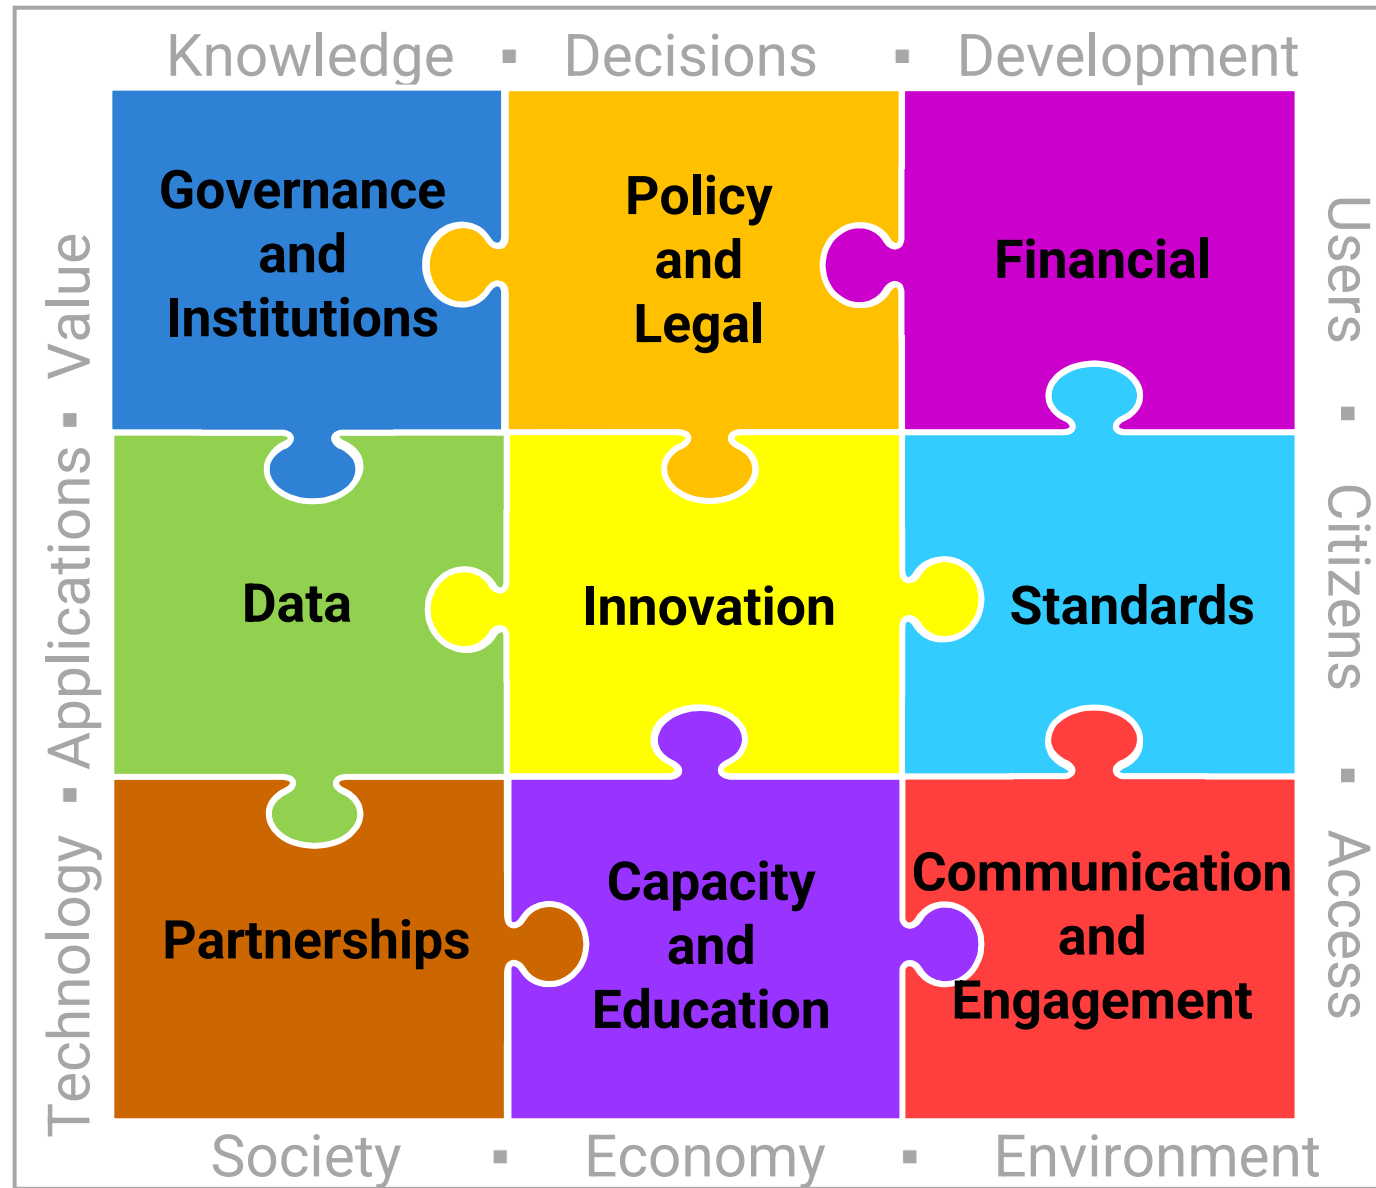 Knowledge ▪ Decisions ▪ Development
Governance
and
Institutions
Policy
and
Legal
Financial
Data
Innovation
Standards
Partnerships
Capacity
and
Education
Communication
and
Engagement
Technology ▪ Applications ▪ Value
Users ▪ Citizens ▪ Access
Society ▪ Economy ▪ Environment